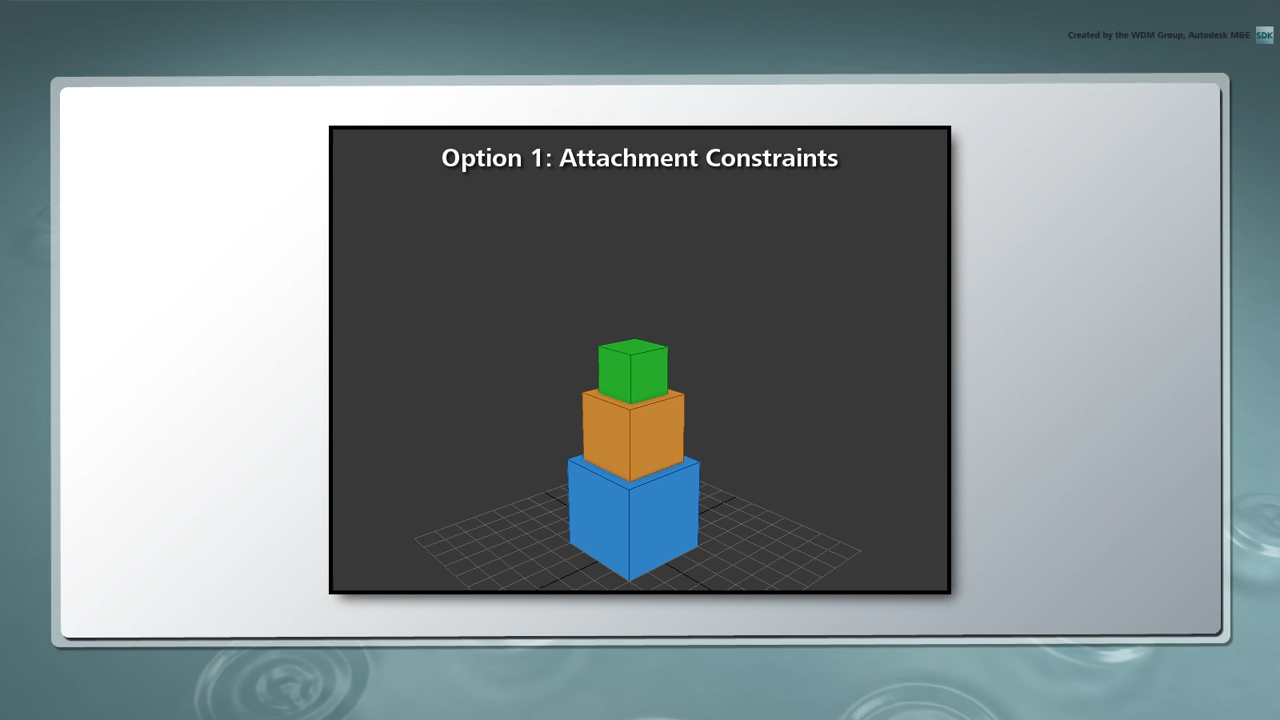 Created by the WDM Group, Autodesk M&E SDK
Option 1: Attachment Constraints